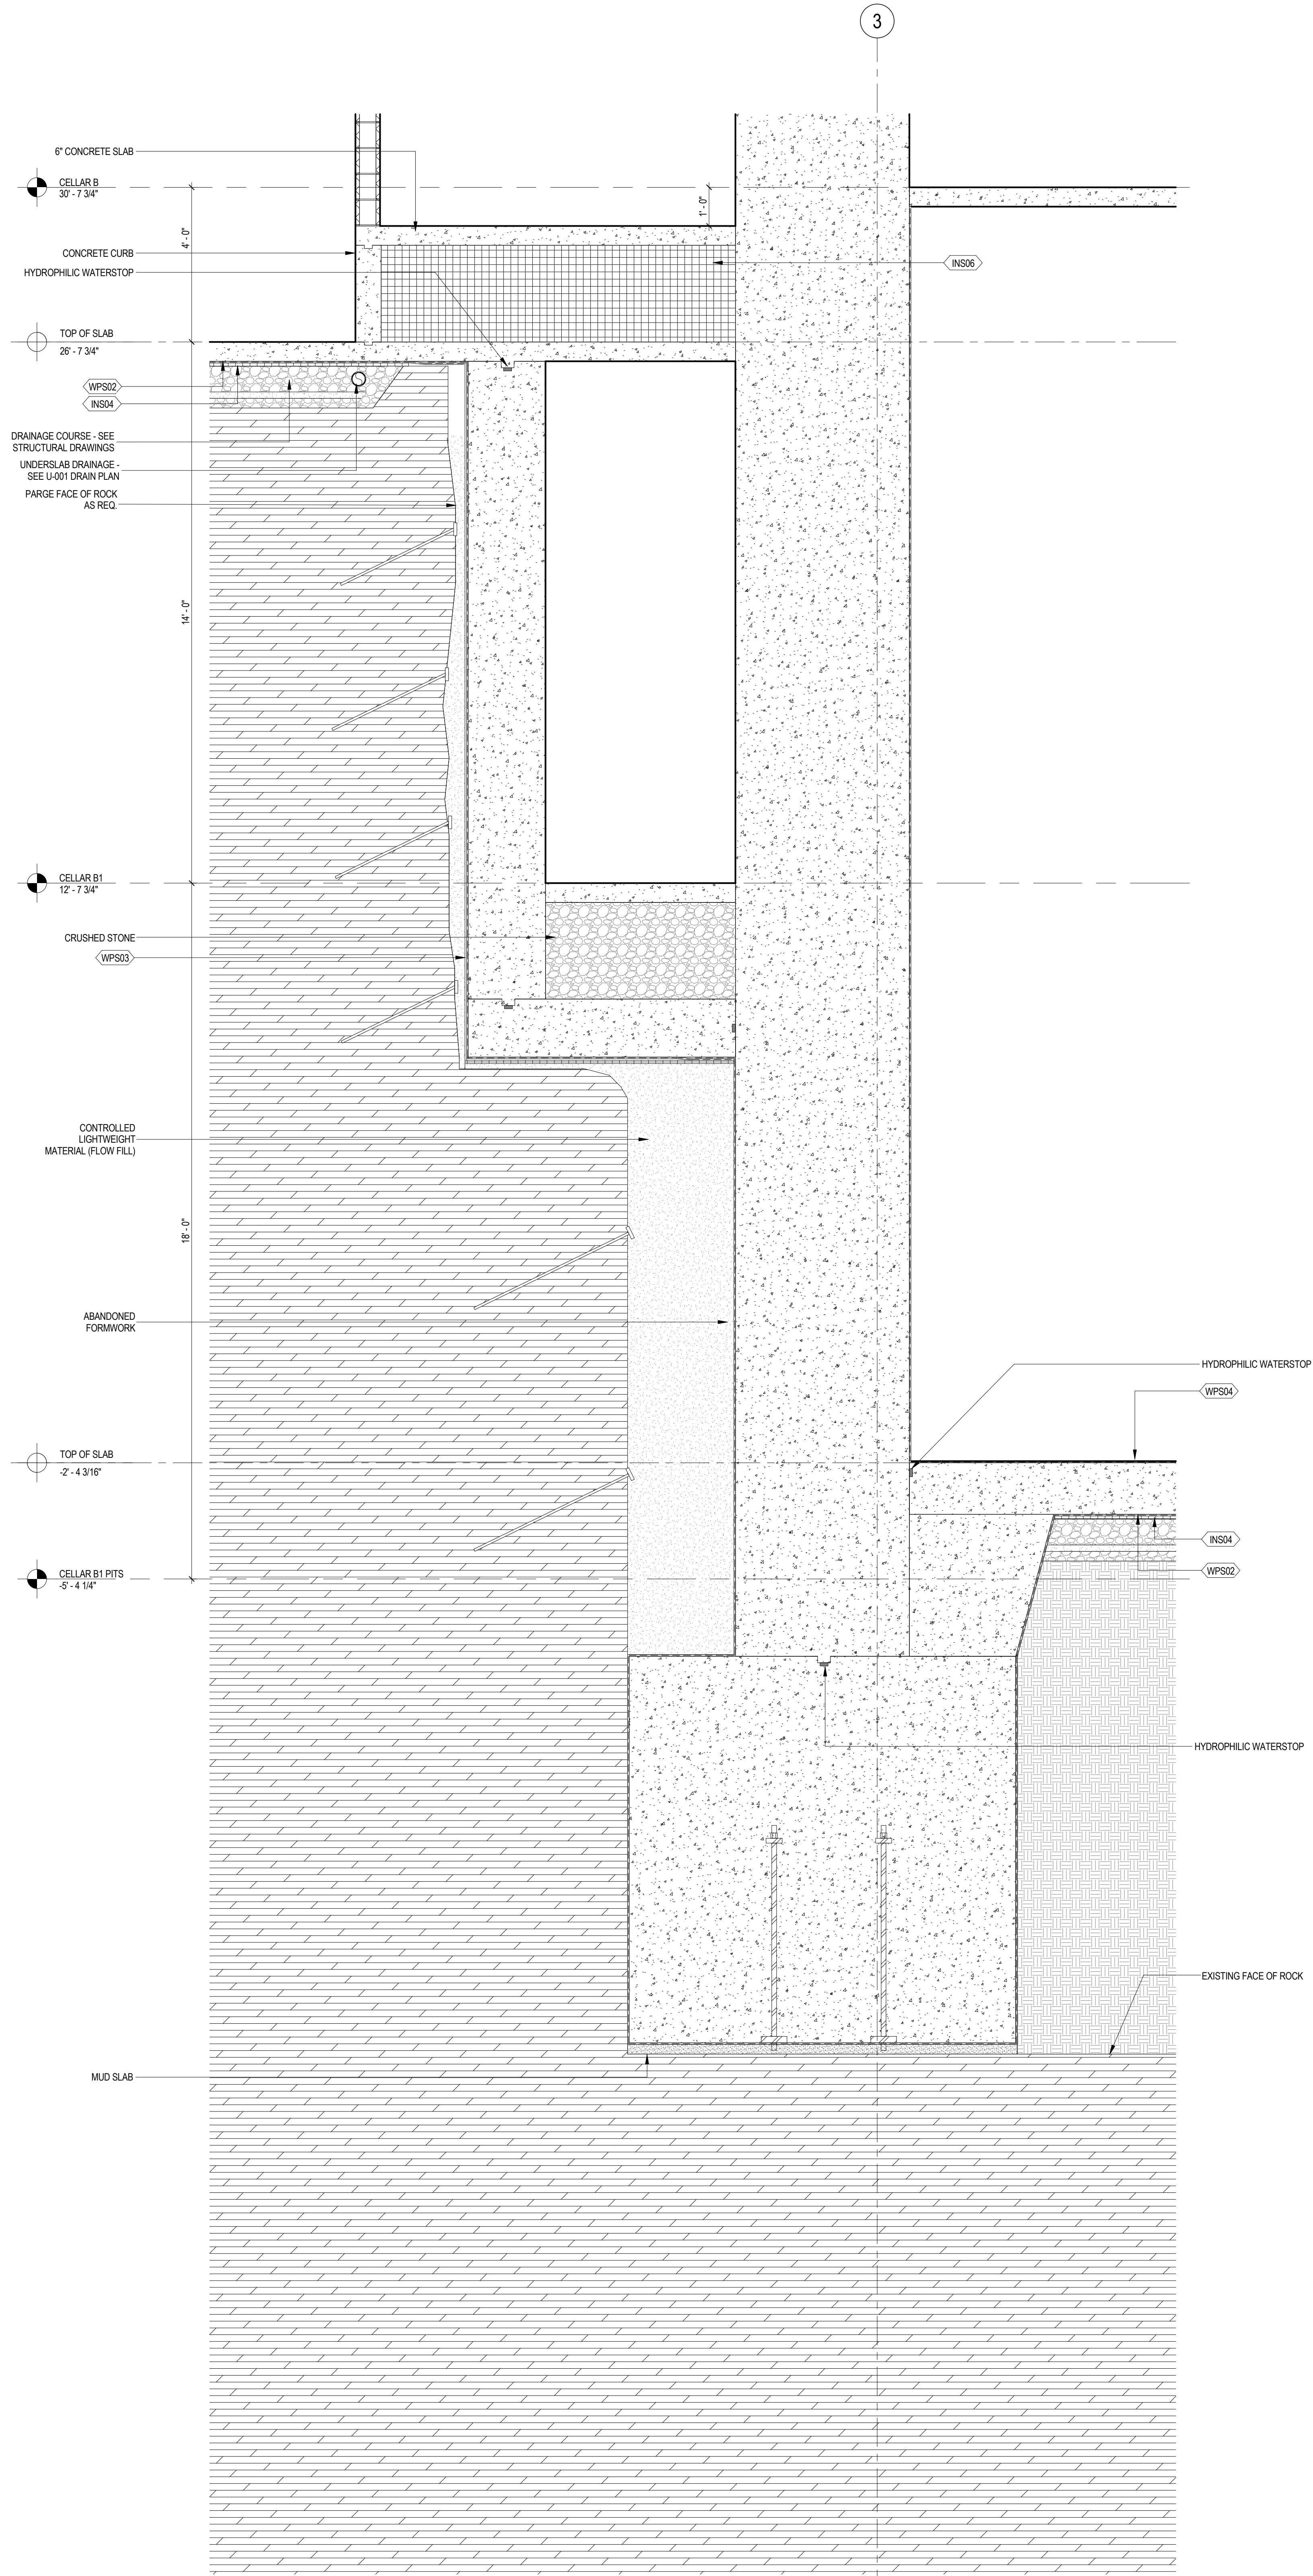 3
6" CONCRETE SLAB
CELLAR B
30' - 7 3/4"
1' - 0"
4' - 0"
CONCRETE CURB
HYDROPHILIC WATERSTOP
INS06
TOP OF SLAB
26' - 7 3/4"
WPS02
INS04
DRAINAGE COURSE - SEE
STRUCTURAL DRAWINGS
UNDERSLAB DRAINAGE -
SEE U-001 DRAIN PLAN
PARGE FACE OF ROCK
AS REQ.
14' - 0"
CELLAR B1
12' - 7 3/4"
CRUSHED STONE
WPS03
CONTROLLED
LIGHTWEIGHT
MATERIAL (FLOW FILL)
18' - 0"
ABANDONED
FORMWORK
HYDROPHILIC WATERSTOP
WPS04
TOP OF SLAB
-2' - 4 3/16"
INS04
WPS02
CELLAR B1 PITS
-5' - 4 1/4"
HYDROPHILIC WATERSTOP
EXISTING FACE OF ROCK
MUD SLAB